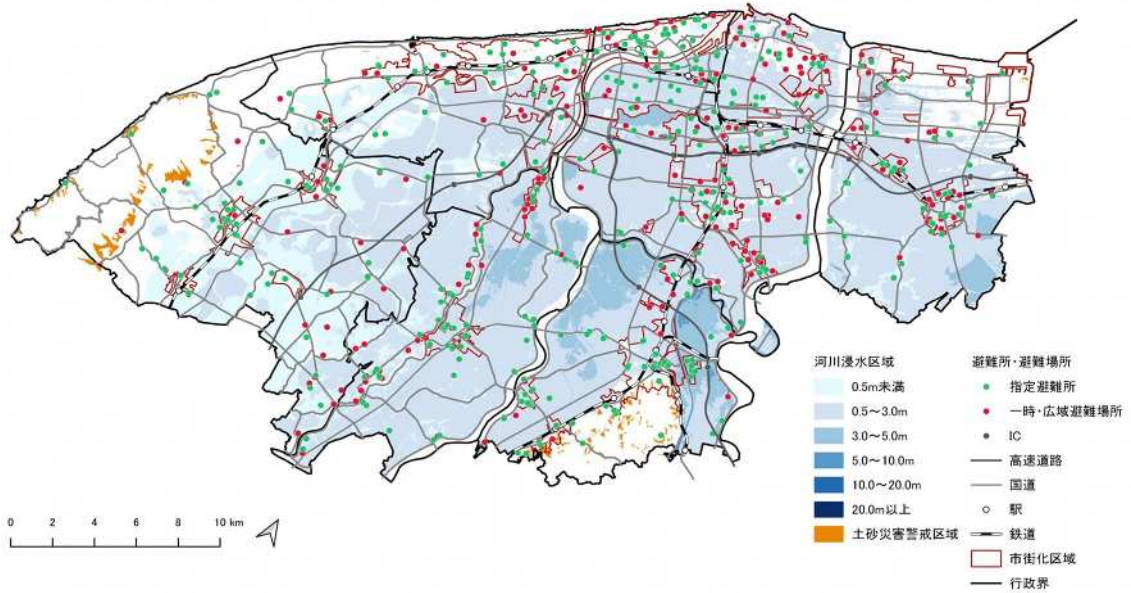 河川浸水区域
0.5m未満
0.5～3.0m
3.0～5.0m
5.0～10.0m
10.0～20.0m
20.0m以上
土砂災害警戒区域
避難所・避難場所
指定避難所
一時・広域避難場所
IC
高速道路
国道
駅
鉄道
市街化区域
行政界
0 2 4 6 8 10 km